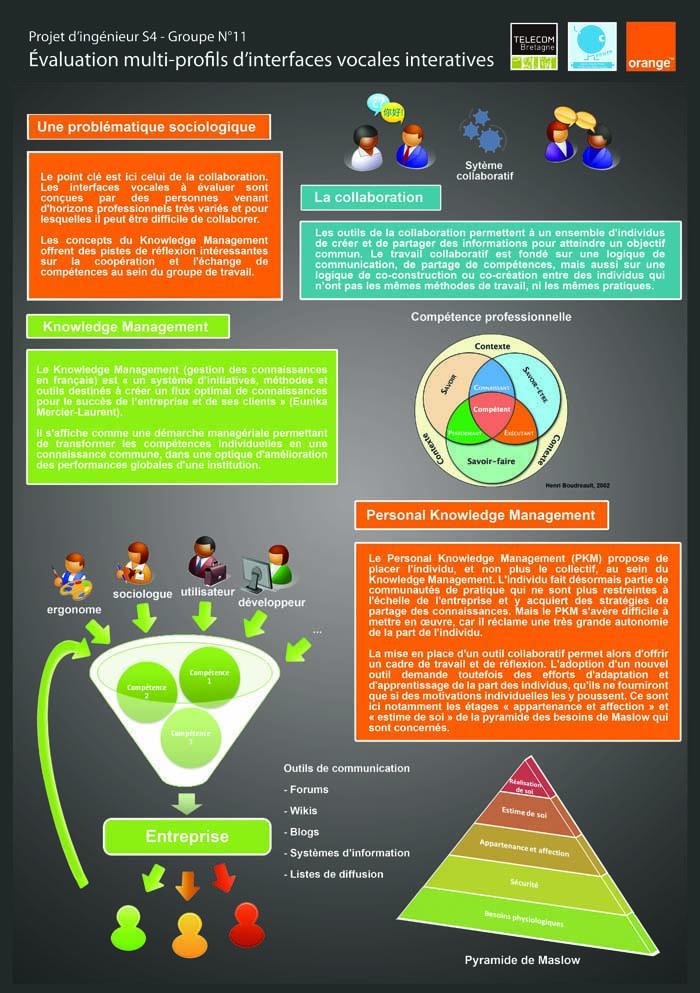 Projet d'ingénieur S4 - Groupe N°11
Évaluation multi-profils d'interfaces vocales interatives
TELECOM
Bretagne
orange™
Une problématique sociologique
Le point clé est ici celui de la collaboration.
Les interfaces vocales à évaluer sont
conçues par des personnes venant
d'horizons professionnels très variés et pour
lesquelles il peut être difficile de collaborer.
Les concepts du Knowledge Management
offrent des pistes de réflexion intéressantes
sur la coopération et l'échange de
compétences au sein du groupe de travail.
你好!
Sytème
collaboratif
La collaboration
Les outils de la collaboration permettent à un ensemble d'individus
de créer et de partager des informations pour atteindre un objectif
commun. Le travail collaboratif est fondé sur une logique de
communication, de partage de compétences, mais aussi sur une
logique de co-construction ou co-création entre des individus qui
n'ont pas les mêmes méthodes de travail, ni les mêmes pratiques.
Knowledge Management
Le Knowledge Management (gestion des connaissances
en français) est « un système d'initiatives, méthodes et
outils destinés à créer un flux optimal de connaissances
pour le succès de l'entreprise et de ses clients » (Eunika
Mercier-Laurent).
Il s'affiche comme une démarche managériale permettant
de transformer les compétences individuelles en une
connaissance commune, dans une optique d'amélioration
des performances globales d'une institution.
Compétence professionnelle
Contexte
Savoir
Connaissant
Savoir-être
Compétent
Performant
Exécutant
Contexte
Savoir-faire
Contexte
Henri Boudreault, 2002
Personal Knowledge Management
Le Personal Knowledge Management (PKM) propose de
placer l'individu, et non plus le collectif, au sein du
Knowledge Management. L'individu fait désormais partie de
communautés de pratique qui ne sont plus restreintes à
l'échelle de l'entreprise et y acquiert des stratégies de
partage des connaissances. Mais le PKM s'avère difficile à
mettre en œuvre, car il réclame une très grande autonomie
de la part de l'individu.
La mise en place d'un outil collaboratif permet alors d'offrir
un cadre de travail et de réflexion. L'adoption d'un nouvel
outil demande toutefois des efforts d'adaptation et
d'apprentissage de la part des individus, qu'ils ne fourniront
que si des motivations individuelles les y poussent. Ce sont
ici notamment les étages « appartenance et affection » et
« estime de soi » de la pyramide des besoins de Maslow qui
sont concernés.
ergonome
sociologue
utilisateur
développeur
...
Compétence
1
Compétence
2
Compétence
3
Entreprise
Outils de communication
- Forums
- Wikis
- Blogs
- Systèmes d'information
- Listes de diffusion
Réalisation
de soi
Estime de soi
Appartenance et affection
Sécurité
Besoins physiologiques
Pyramide de Maslow